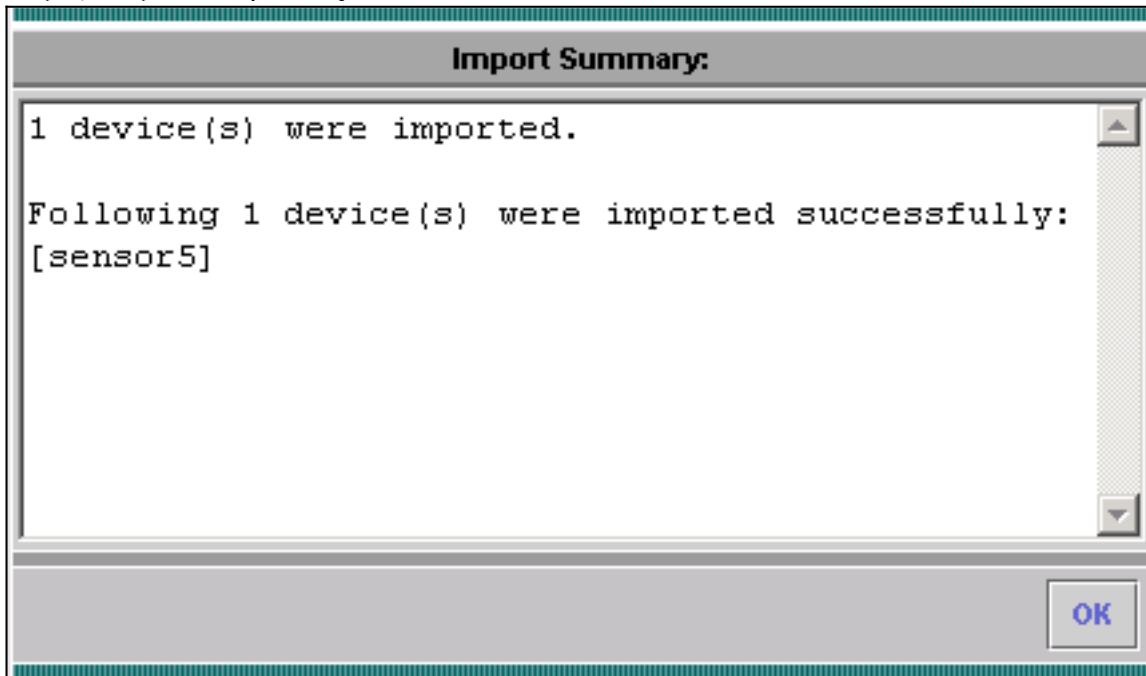 Import Summary:
1 device(s) were imported.
Following 1 device(s) were imported successfully:
[sensor5]
OK